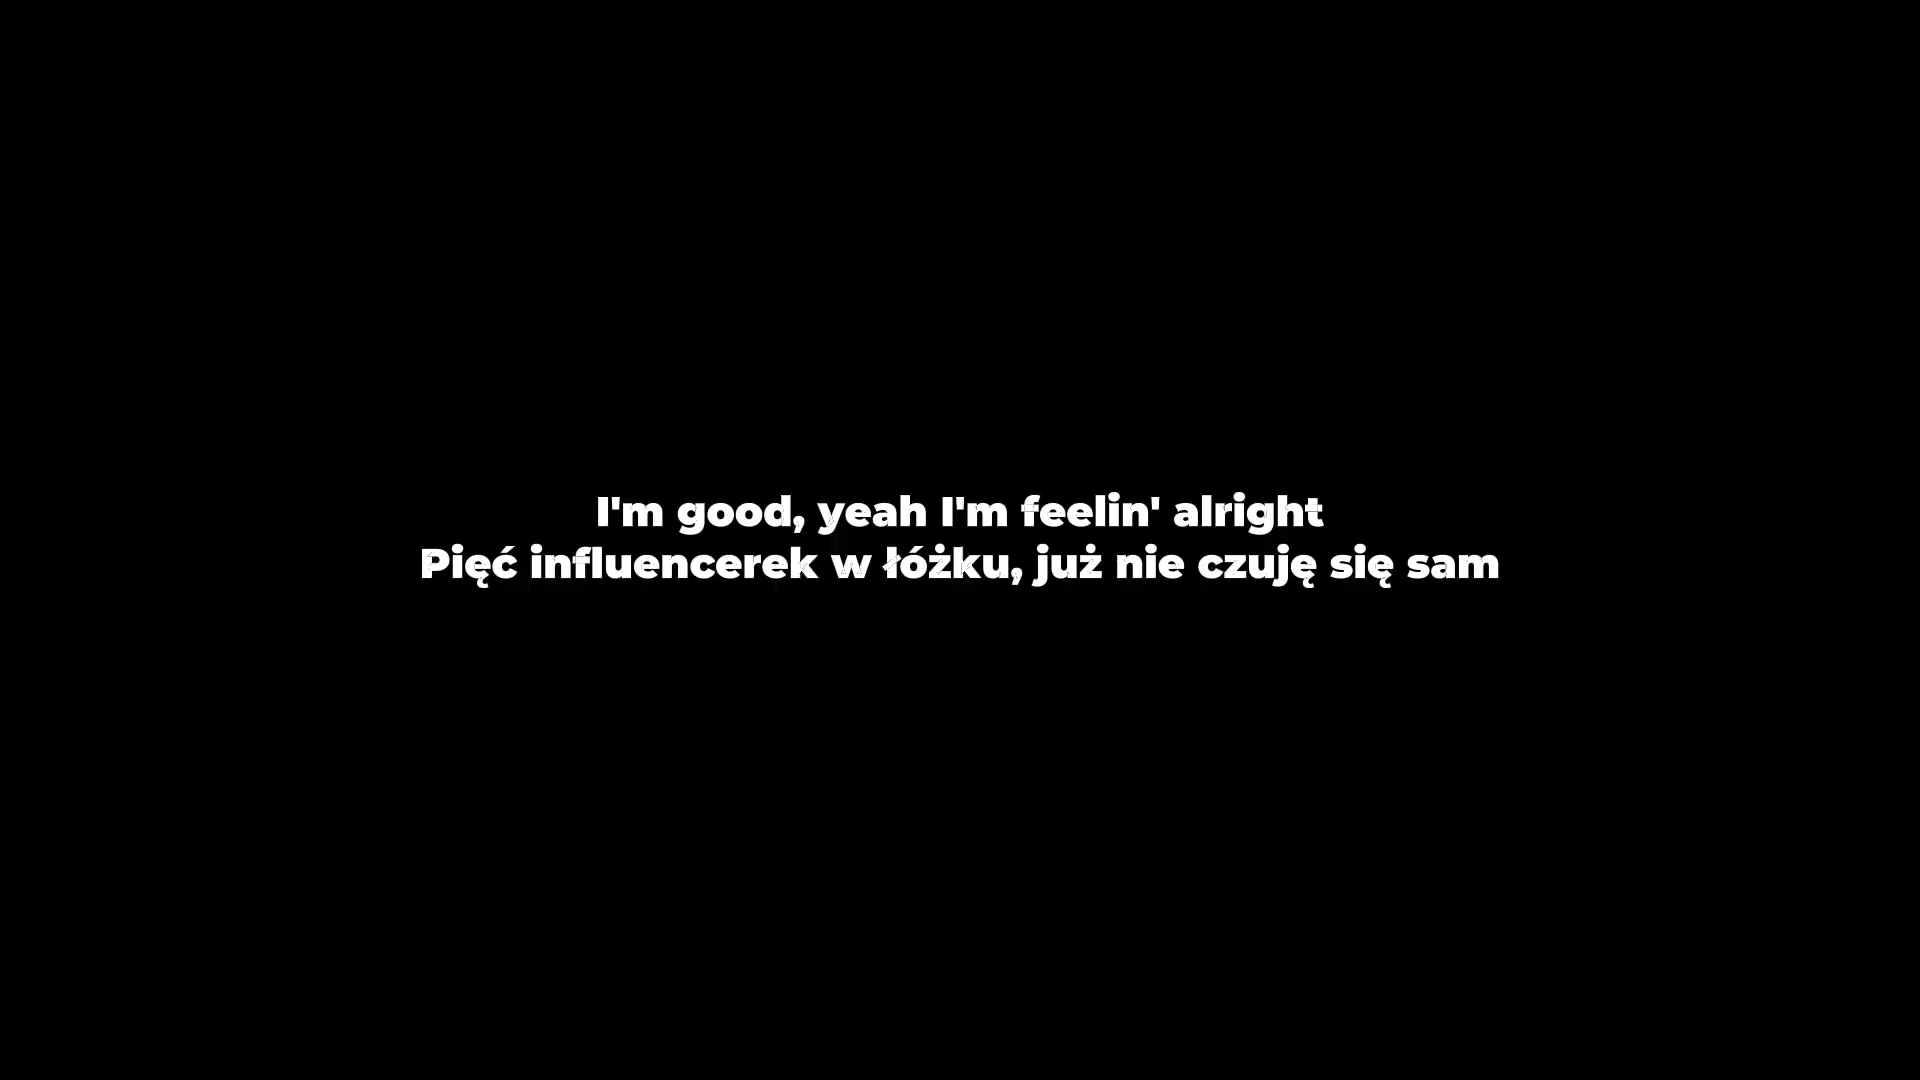 I'm good, yeah I'm feelin' alright
Pięć influencerek w łóżku, już nie czuję się sam